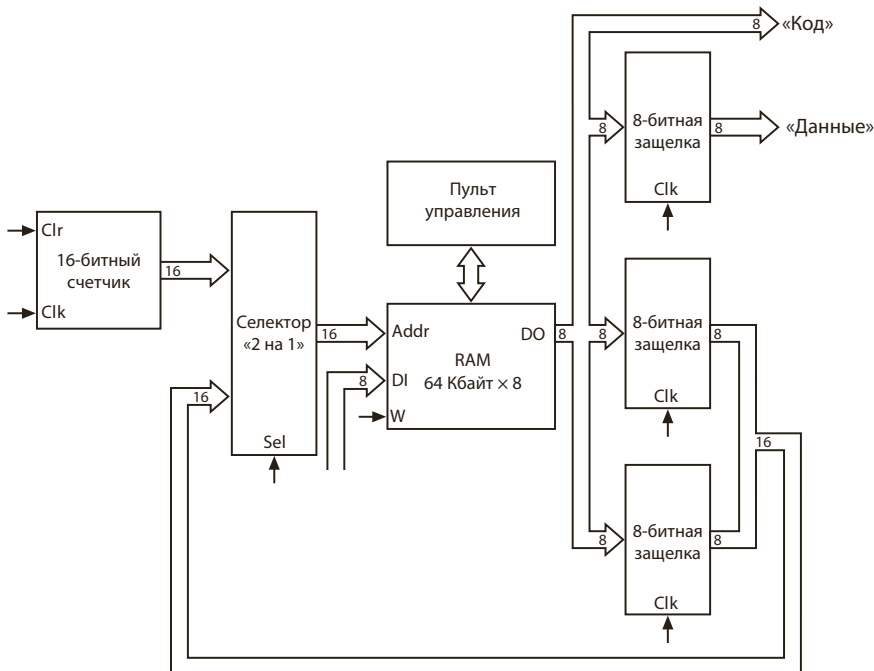 8
«Код»
8-битная
защелка
8
8
«Данные»
Clk
Пульт
управления
Clr
16-битный
счетчик
Clk
16
Селектор
«2 на 1»
Sel
16
16
Addr
DI
8
W
RAM
64 Кбайт × 8
DO
8
8
8-битная
защелка
8
Clk
16
8
8-битная
защелка
8
Clk